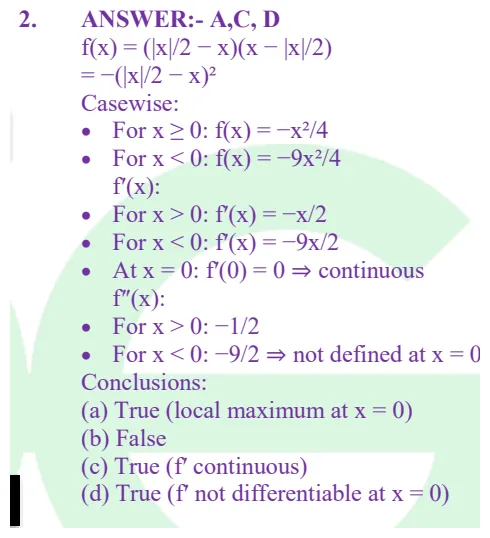 2. ANSWER:- A,C, D
f(x) = (|x|/2 − x)(x − |x|/2)
= −(|x|/2 − x)²
Casewise:
• For x ≥ 0: f(x) = −x²/4
• For x < 0: f(x) = −9x²/4
f′(x):
• For x > 0: f′(x) = −x/2
• For x < 0: f′(x) = −9x/2
• At x = 0: f′(0) = 0 ⇒ continuous
f″(x):
• For x > 0: −1/2
• For x < 0: −9/2 ⇒ not defined at x = 0
Conclusions:
(a) True (local maximum at x = 0)
(b) False
(c) True (f′ continuous)
(d) True (f′ not differentiable at x = 0)